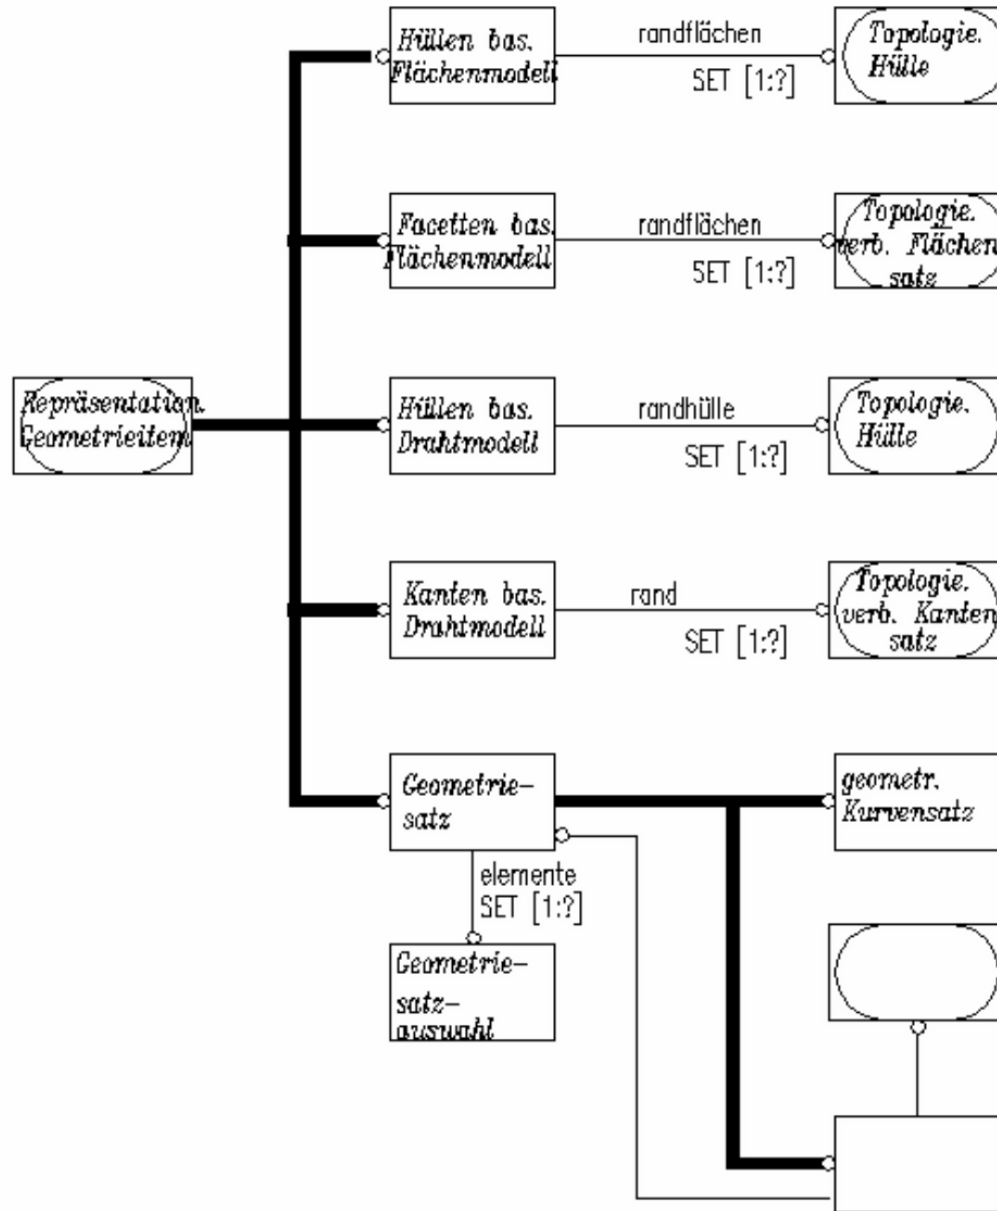 Hüllen bas.
Flächenmodell
randflächen
SET [1:?]
Topologie.
Hülle
Facetten bas.
Flächenmodell
randflächen
SET [1:?]
Topologie.
verb. Flächen
satz
Repräsentation.
Geometrieitem
Hüllen bas.
Drahtmodell
randhülle
SET [1:?]
Topologie.
Hülle
Kanten bas.
Drahtmodell
rand
SET [1:?]
Topologie.
verb. Kanten
satz
Geometrie-
satz
geometr.
Kurvensatz
elemente
SET [1:?]
Geometrie-
satz-
auswahl